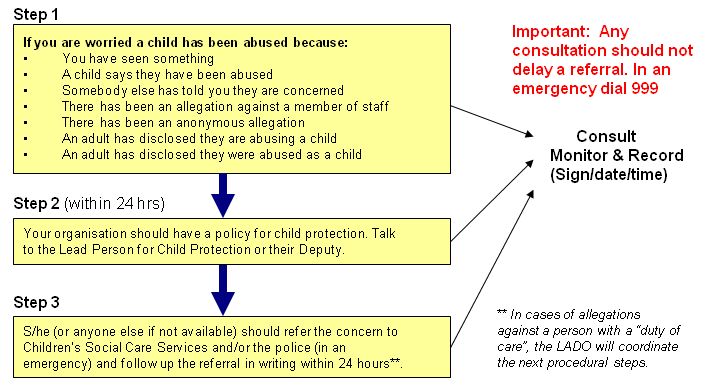 Step 1
If you are worried a child has been abused because:
• You have seen something
• A child says they have been abused
• Somebody else has told you they are concerned
• There has been an allegation against a member of staff
• There has been an anonymous allegation
• An adult has disclosed they are abusing a child
• An adult has disclosed they were abused as a child
Important: Any
consultation should not
delay a referral. In an
emergency dial 999
Consult
Monitor & Record
(Sign/date/time)
Step 2 (within 24 hrs)
Your organisation should have a policy for child protection. Talk
to the Lead Person for Child Protection or their Deputy.
Step 3
S/he (or anyone else if not available) should refer the concern to
Children's Social Care Services and/or the police (in an
emergency) and follow up the referral in writing within 24 hours**.
** In cases of allegations
against a person with a “duty of
care”, the LADO will coordinate
the next procedural steps.